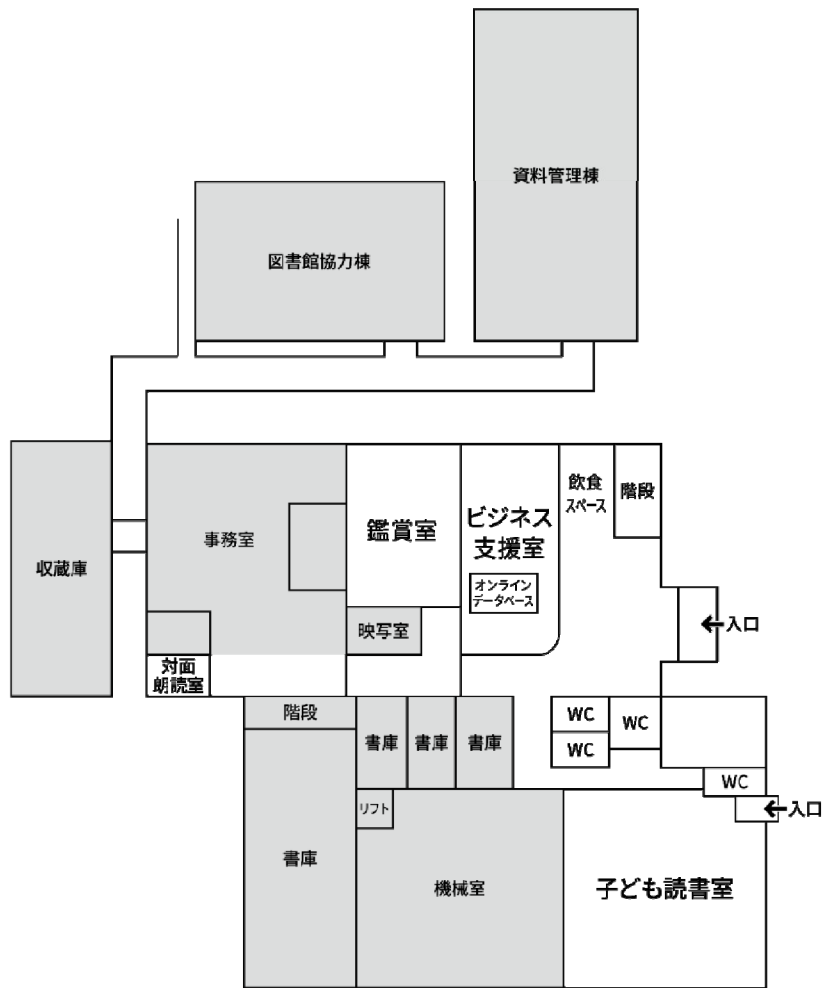 資料管理棟
図書館協力棟
収蔵庫
事務室
鑑賞室
ビジネス
支援室
オンライン
データベース
飲食
スペース
階段
入口
映写室
対面
朗読室
階段
書庫
書庫
書庫
WC
WC
WC
WC
入口
リフト
書庫
機械室
子ども読書室